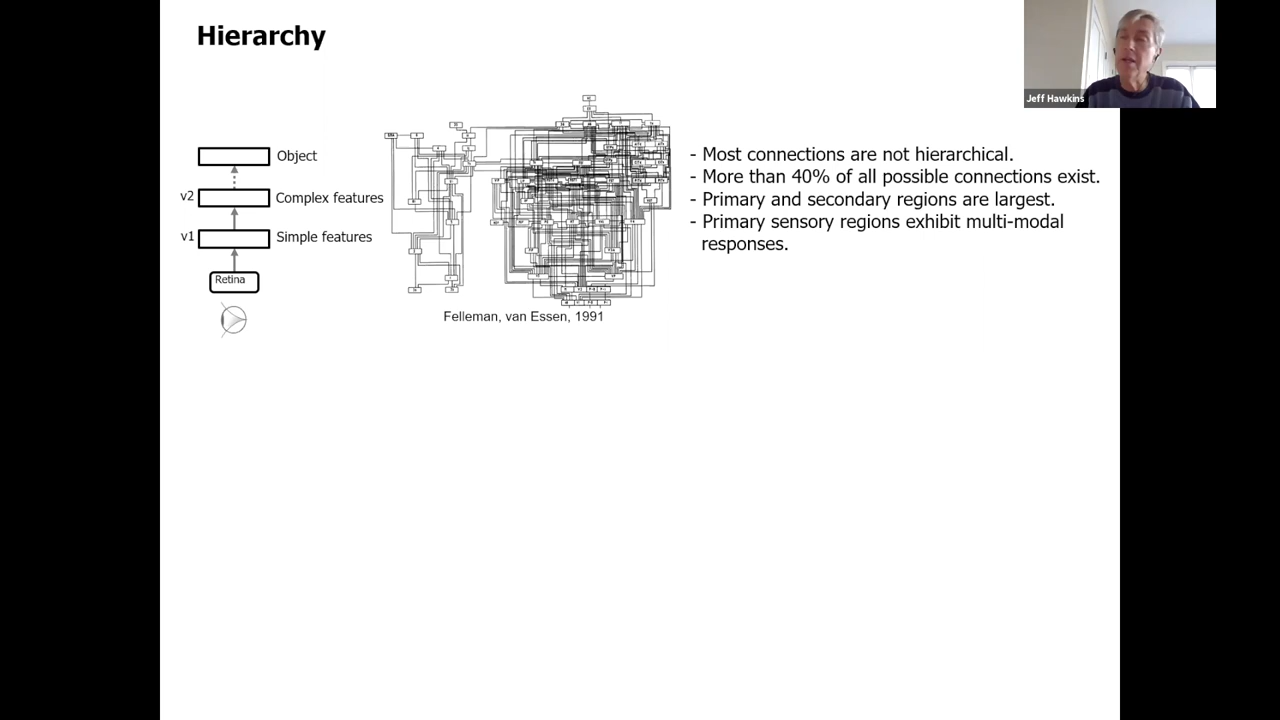 Hierarchy
Jeff Hawkins
Object
v2
Complex features
v1
Simple features
Retina
Felleman, van Essen, 1991
- Most connections are not hierarchical.
- More than 40% of all possible connections exist.
- Primary and secondary regions are largest.
- Primary sensory regions exhibit multi-modal
responses.